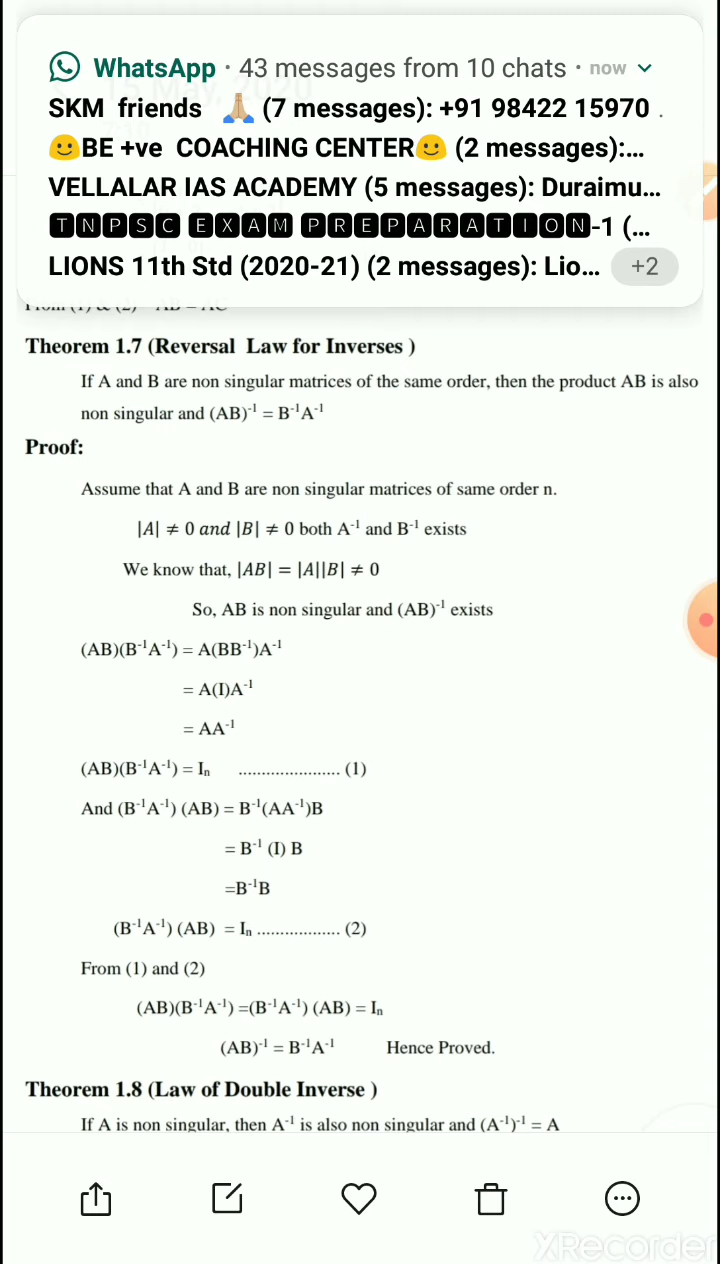 WhatsApp · 43 messages from 10 chats · now
SKM friends 🙏🏼 (7 messages): +91 98422 15970 .
🙂BE +ve COACHING CENTER🙂 (2 messages):...
VELLALAR IAS ACADEMY (5 messages): Duraimu...
🆃🅽🅿🆂🅲 🅴🆇🅰🅼 🅿🆁🅴🅿🅰🆁🅰🆃🅸🅾🅽-1 (...
LIONS 11th Std (2020-21) (2 messages): Lio... +2
Theorem 1.7 (Reversal Law for Inverses )
If A and B are non singular matrices of the same order, then the product AB is also
non singular and (AB)⁻¹ = B⁻¹A⁻¹
Proof:
Assume that A and B are non singular matrices of same order n.
|A| ≠ 0 and |B| ≠ 0 both A⁻¹ and B⁻¹ exists
We know that, |AB| = |A||B| ≠ 0
So, AB is non singular and (AB)⁻¹ exists
(AB)(B⁻¹A⁻¹) = A(BB⁻¹)A⁻¹
= A(I)A⁻¹
= AA⁻¹
(AB)(B⁻¹A⁻¹) = Iₙ ...................... (1)
And (B⁻¹A⁻¹) (AB) = B⁻¹(AA⁻¹)B
= B⁻¹ (I) B
=B⁻¹B
(B⁻¹A⁻¹) (AB) = Iₙ .................. (2)
From (1) and (2)
(AB)(B⁻¹A⁻¹) =(B⁻¹A⁻¹) (AB) = Iₙ
(AB)⁻¹ = B⁻¹A⁻¹ Hence Proved.
Theorem 1.8 (Law of Double Inverse )
If A is non singular, then A⁻¹ is also non singular and (A⁻¹)⁻¹ = A
XRecorder